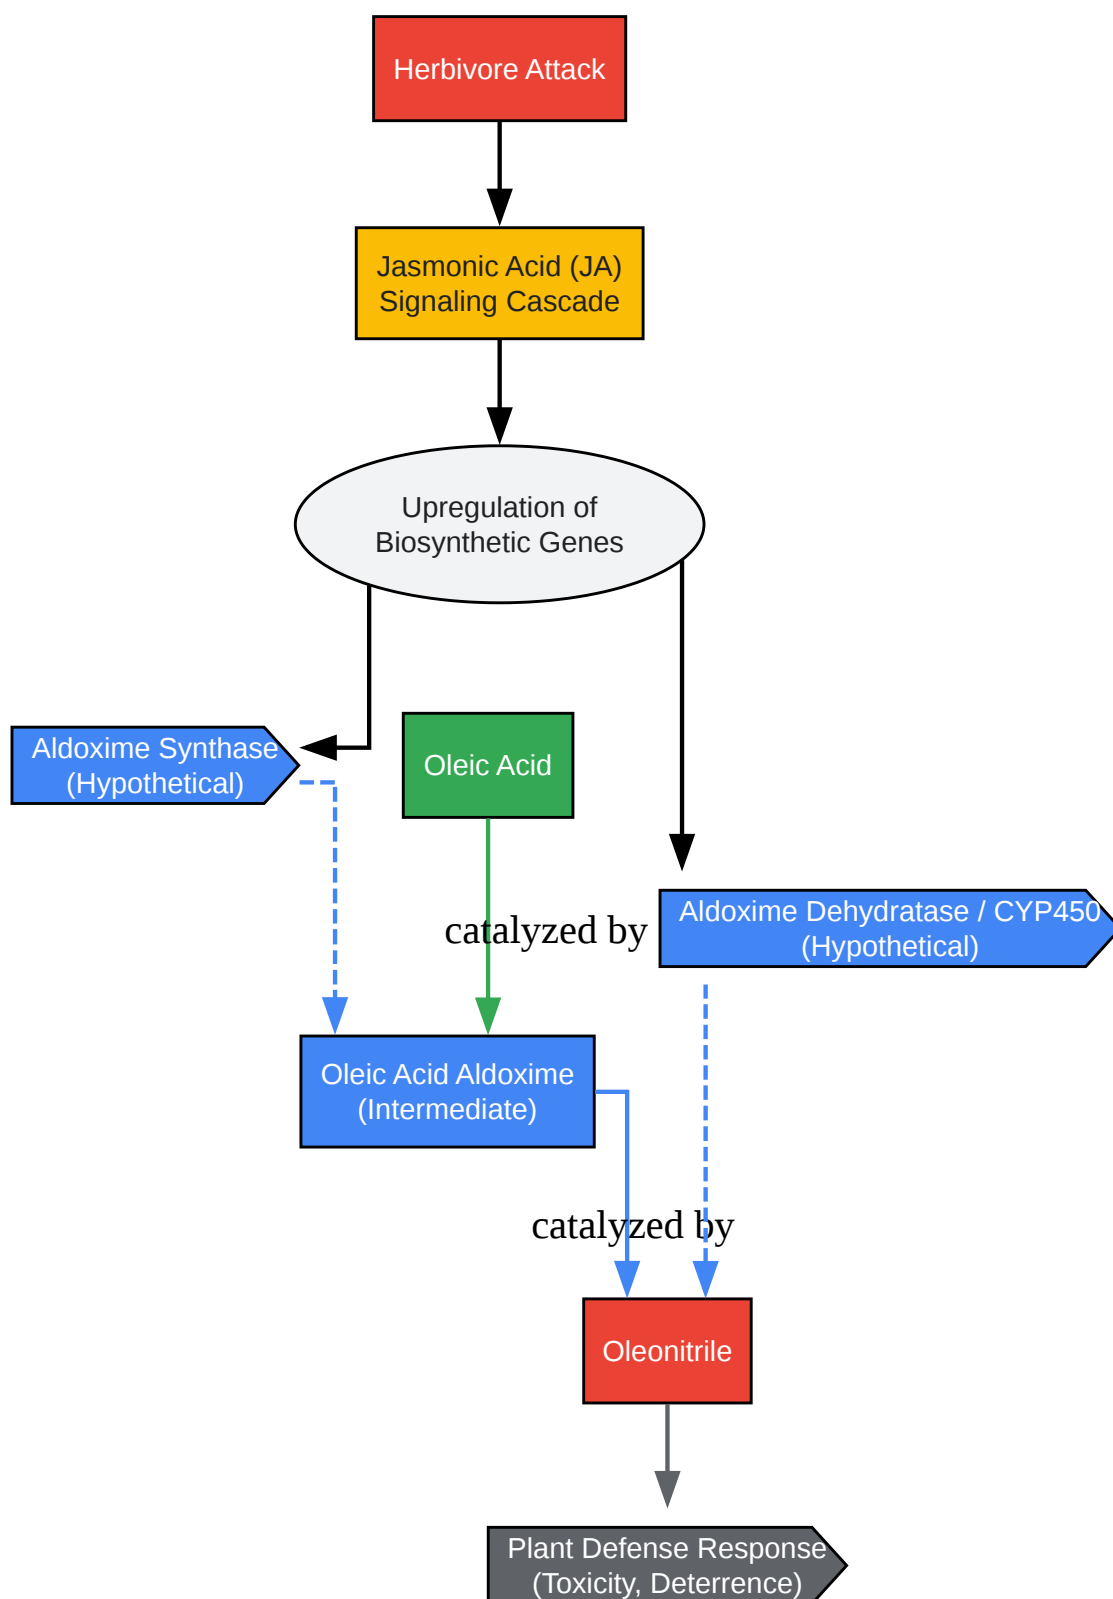 Herbivore Attack
Jasmonic Acid (JA)
Signaling Cascade
Upregulation of
Biosynthetic Genes
Aldoxime Synthase
(Hypothetical)
Oleic Acid
catalyzed by
Aldoxime Dehydratase / CYP450
(Hypothetical)
Oleic Acid Aldoxime
(Intermediate)
catalyzed by
Oleonitrile
Plant Defense Response
(Toxicity, Deterrence)